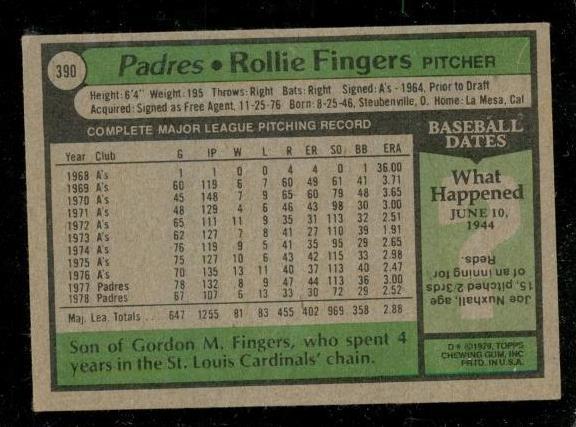 390
Padres • Rollie Fingers PITCHER
Height: 6'4" Weight: 195 Throws: Right Bats: Right Signed: A's - 1964, Prior to Draft
Acquired: Signed as Free Agent, 11-25-76 Born: 8-25-46, Steubenville, O. Home: La Mesa, Cal
COMPLETE MAJOR LEAGUE PITCHING RECORD
Year Club G IP W L R ER SO BB ERA
1968 A's 1 1 0 0 4 4 0 1 36.00
1969 A's 60 119 6 7 60 49 61 41 3.71
1970 A's 45 148 7 9 65 60 79 48 3.65
1971 A's 48 129 4 6 46 43 98 30 3.00
1972 A's 65 111 11 9 35 31 113 32 2.51
1973 A's 62 127 7 8 41 27 110 39 1.91
1974 A's 76 119 9 5 41 35 95 29 2.65
1975 A's 75 127 10 6 43 42 115 33 2.98
1976 A's 70 135 13 11 40 37 113 40 2.47
1977 Padres 78 132 8 9 47 44 113 36 3.00
1978 Padres 67 107 6 13 33 30 72 29 2.52
Maj. Lea. Totals . . 647 1255 81 83 455 402 969 358 2.88
BASEBALL
DATES
What
Happened
JUNE 10,
1944
?
Joe Nuxhall, age
15, pitched 2⁄3rds
of an inning for
Reds.
Son of Gordon M. Fingers, who spent 4
years in the St. Louis Cardinals' chain.
D* ©1979, TOPPS
CHEWING GUM, INC
PRTD. IN U.S.A.